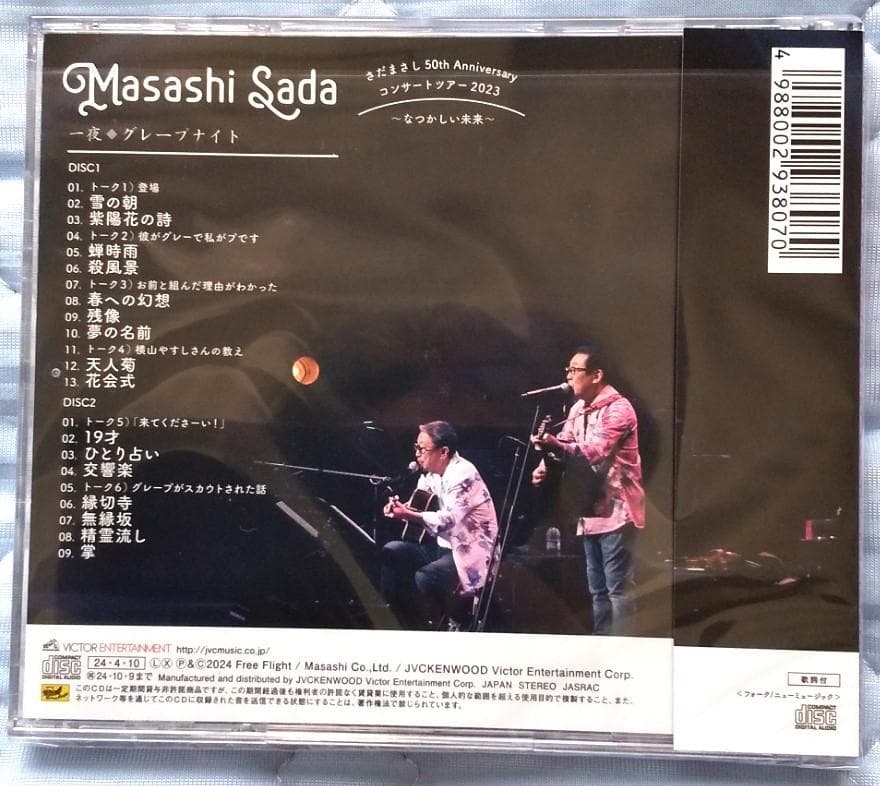 Masashi Sada
さだまさし 50th Anniversary
コンサートツアー2023
～なつかしい未来～
一夜◆グレープナイト
DISC1
01. トーク1）登場
02. 雪の朝
03. 紫陽花の詩
04. トーク2）彼がグレーで私がプです
05. 蝉時雨
06. 殺風景
07. トーク3）お前と組んだ理由がわかった
08. 春への幻想
09. 残像
10. 夢の名前
11. トーク4）横山やすしさんの教え
12. 天人菊
13. 花会式
DISC2
01. トーク5）「来てくださーい！」
02. 19才
03. ひとり占い
04. 交響楽
05. トーク6）グレープがスカウトされた話
06. 縁切寺
07. 無縁坂
08. 精霊流し
09. 掌
VICTOR ENTERTAINMENT http://jvcmusic.co.jp/
COMPACT disc DIGITAL AUDIO
24・4・10 Ⓛ Ⓧ Ⓟ&Ⓒ2024 Free Flight / Masashi Co.,Ltd. / JVCKENWOOD Victor Entertainment Corp.
24・10・9まで Manufactured and distributed by JVCKENWOOD Victor Entertainment Corp. JAPAN STEREO JASRAC
このCDは一定期間貸与非許諾商品ですが、この期間経過後も権利者の許諾なく賃貸業に使用すること、個人的な範囲を超える使用目的で複製すること、また、
ネットワーク等を通じてこのCDに収録された音を送信できる状態にすることは、著作権法で禁じられています。
4 988002 938070
歌詞付
＜フォーク/ニューミュージック＞
COMPACT disc DIGITAL AUDIO